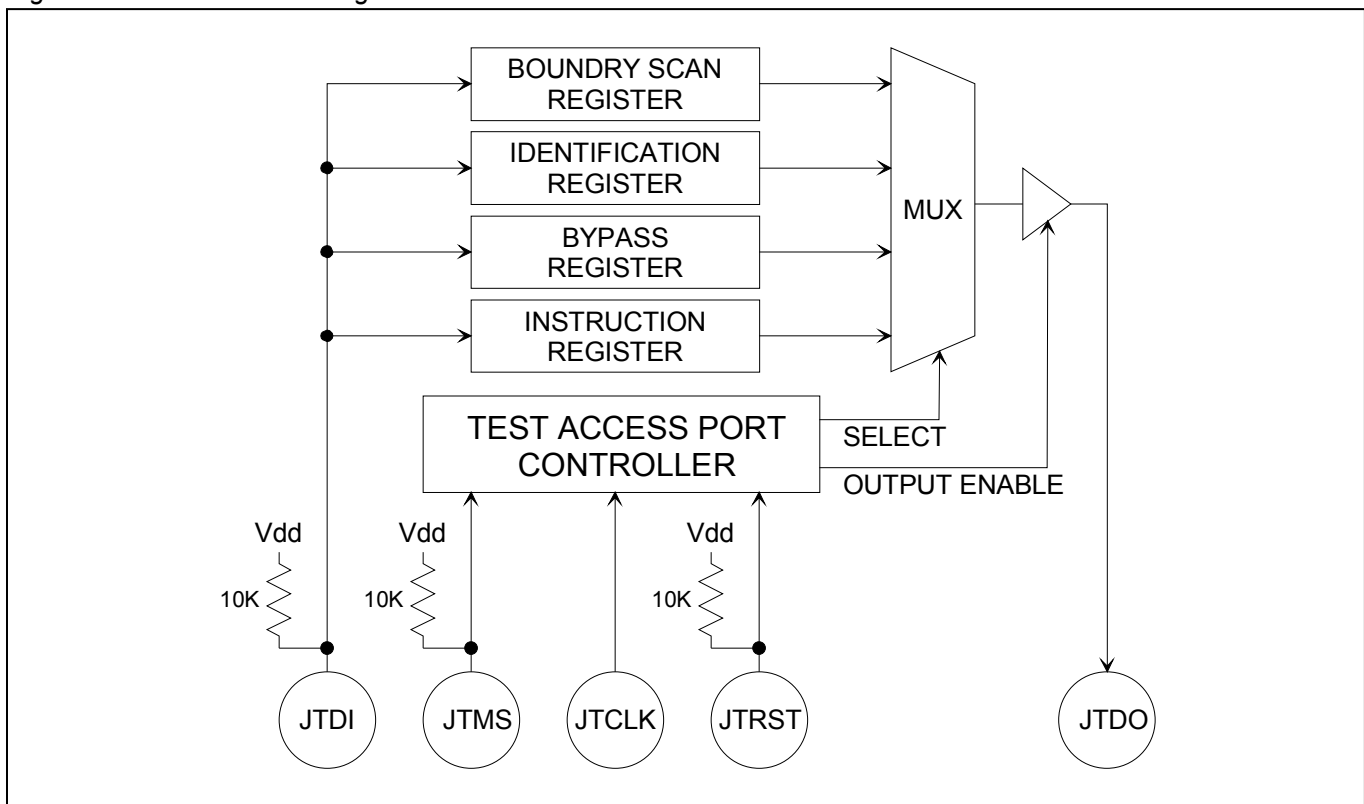 BOUNDRY SCAN
REGISTER
IDENTIFICATION
REGISTER
BYPASS
REGISTER
INSTRUCTION
REGISTER
MUX
TEST ACCESS PORT
CONTROLLER
SELECT
OUTPUT ENABLE
Vdd
Vdd
Vdd
10K
10K
10K
JTDI
JTMS
JTCLK
JTRST
JTDO